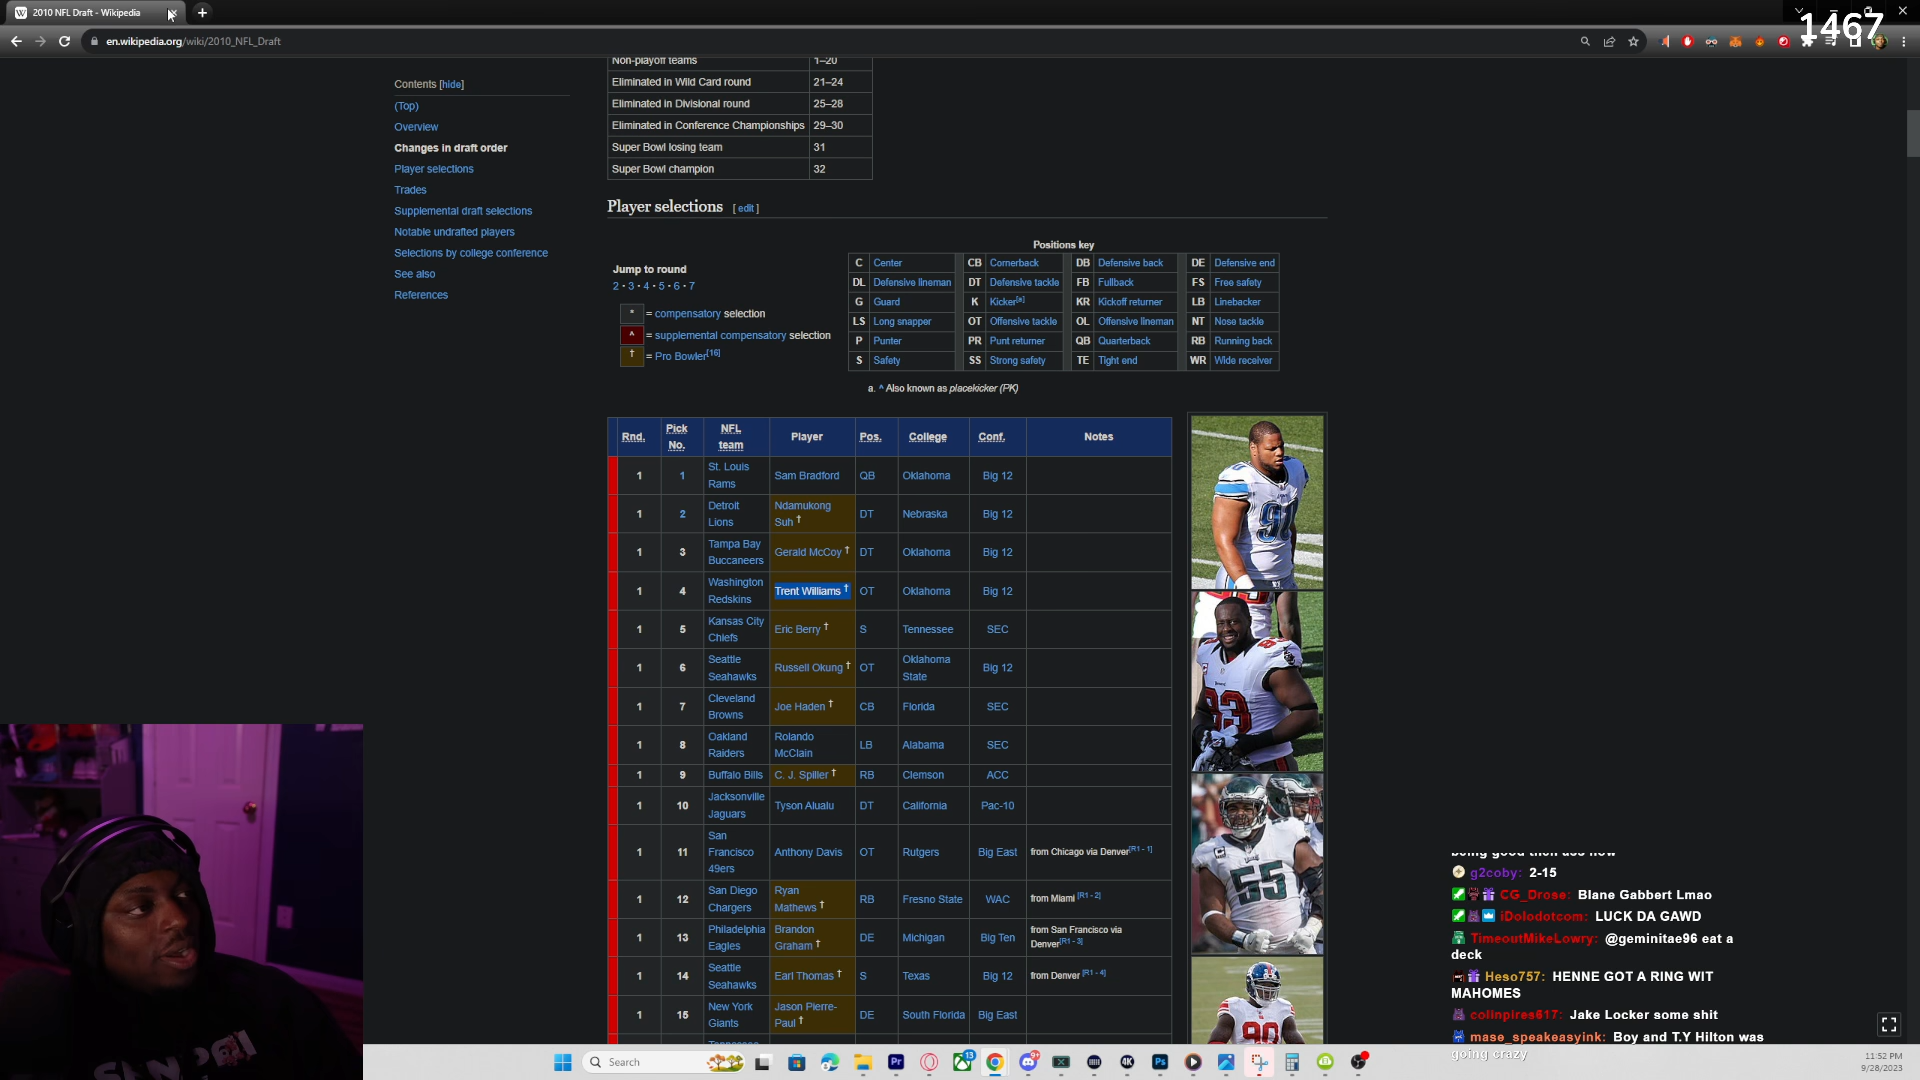 2010 NFL Draft - Wikipedia
1467
en.wikipedia.org/wiki/2010_NFL_Draft
Contents [hide]
(Top)
Overview
Changes in draft order
Player selections
Trades
Supplemental draft selections
Notable undrafted players
Selections by college conference
See also
References
Non-playoff teams 1–20
Eliminated in Wild Card round 21–24
Eliminated in Divisional round 25–28
Eliminated in Conference Championships 29–30
Super Bowl losing team 31
Super Bowl champion 32
Player selections [ edit ]
Jump to round
2 · 3 · 4 · 5 · 6 · 7
* = compensatory selection
^ = supplemental compensatory selection
† = Pro Bowler[16]
Positions key
C Center CB Cornerback DB Defensive back DE Defensive end
DL Defensive lineman DT Defensive tackle FB Fullback FS Free safety
G Guard K Kicker[a] KR Kickoff returner LB Linebacker
LS Long snapper OT Offensive tackle OL Offensive lineman NT Nose tackle
P Punter PR Punt returner QB Quarterback RB Running back
S Safety SS Strong safety TE Tight end WR Wide receiver
a. ^ Also known as placekicker (PK)
Rnd. Pick No. NFL team Player Pos. College Conf. Notes
1 1 St. Louis Rams Sam Bradford QB Oklahoma Big 12
1 2 Detroit Lions Ndamukong Suh † DT Nebraska Big 12
1 3 Tampa Bay Buccaneers Gerald McCoy † DT Oklahoma Big 12
1 4 Washington Redskins Trent Williams † OT Oklahoma Big 12
1 5 Kansas City Chiefs Eric Berry † S Tennessee SEC
1 6 Seattle Seahawks Russell Okung † OT Oklahoma State Big 12
1 7 Cleveland Browns Joe Haden † CB Florida SEC
1 8 Oakland Raiders Rolando McClain LB Alabama SEC
1 9 Buffalo Bills C. J. Spiller † RB Clemson ACC
1 10 Jacksonville Jaguars Tyson Alualu DT California Pac-10
1 11 San Francisco 49ers Anthony Davis OT Rutgers Big East from Chicago via Denver[R1 - 1]
1 12 San Diego Chargers Ryan Mathews † RB Fresno State WAC from Miami [R1 - 2]
1 13 Philadelphia Eagles Brandon Graham † DE Michigan Big Ten from San Francisco via Denver[R1 - 3]
1 14 Seattle Seahawks Earl Thomas † S Texas Big 12 from Denver [R1 - 4]
1 15 New York Giants Jason Pierre-Paul † DE South Florida Big East
55
g2coby: 2-15
CG_Drose: Blane Gabbert Lmao
iDolodotcom: LUCK DA GAWD
TimeoutMikeLowry: @geminitae96 eat a
deck
Heso757: HENNE GOT A RING WIT
MAHOMES
colinpires617: Jake Locker some shit
mase_speakeasyink: Boy and T.Y Hilton was
going crazy
Search
Pr
13
9+
4K
Ps
11:52 PM
9/28/2023